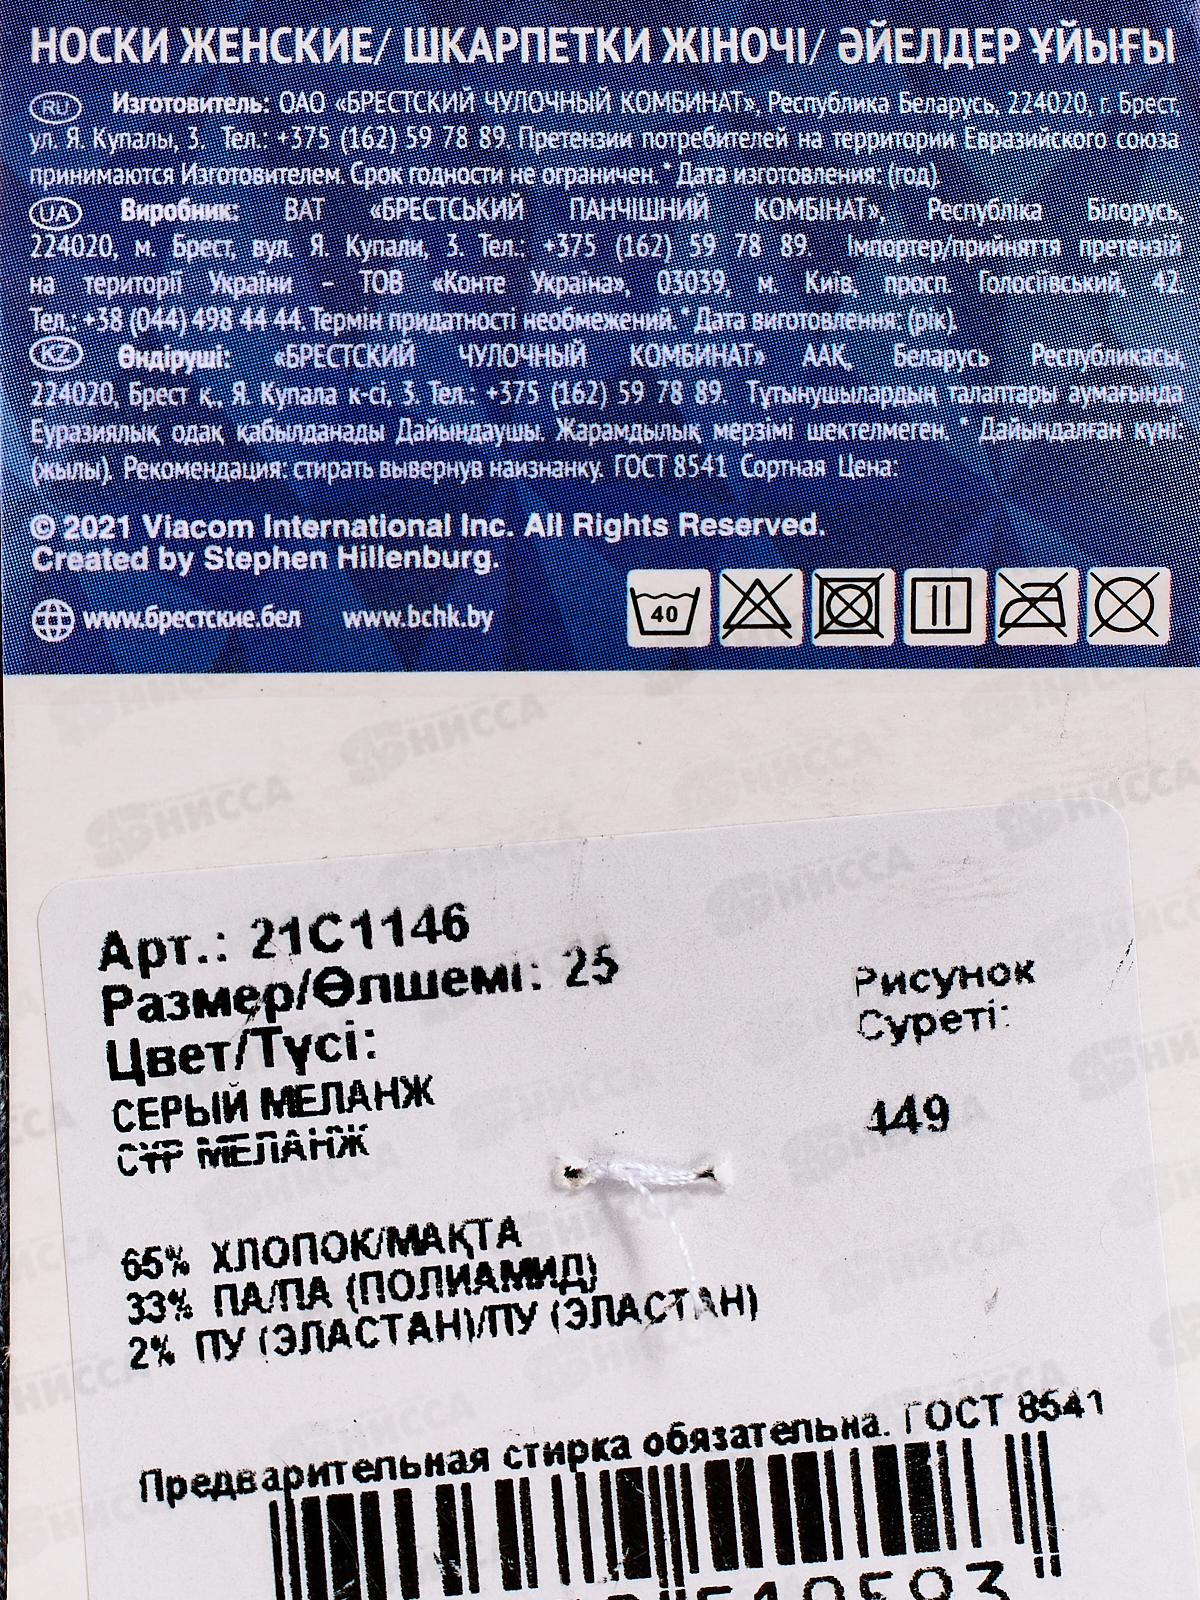 НОСКИ ЖЕНСКИЕ/ ШКАРПЕТКИ ЖІНОЧІ/ ӘЙЕЛДЕР ҰЙЫҒЫ
RU Изготовитель: ОАО «БРЕСТСКИЙ ЧУЛОЧНЫЙ КОМБИНАТ», Республика Беларусь, 224020, г. Брест,
ул. Я. Купалы, 3. Тел.: +375 (162) 59 78 89. Претензии потребителей на территории Евразийского союза
принимаются Изготовителем. Срок годности не ограничен. * Дата изготовления: (год).
UA Виробник: ВАТ «БРЕСТСЬКИЙ ПАНЧІШНИЙ КОМБІНАТ», Республіка Білорусь,
224020, м. Брест, вул. Я. Купали, 3. Тел.: +375 (162) 59 78 89. Імпортер/прийняття претензій
на території України – ТОВ «Конте Україна», 03039, м. Київ, просп. Голосіївський, 42.
Тел.: +38 (044) 498 44 44. Термін придатності необмежений. * Дата виготовлення: (рік).
KZ Өндіруші: «БРЕСТСКИЙ ЧУЛОЧНЫЙ КОМБИНАТ» ААҚ, Беларусь Республикасы,
224020, Брест қ., Я. Купала к-сі, 3. Тел.: +375 (162) 59 78 89. Тұтынушылардың талаптары аумағында
Еуразиялық одақ қабылданады Дайындаушы. Жарамдылық мерзімі шектелмеген. * Дайындалған күні:
(жылы). Рекомендация: стирать вывернув наизнанку. ГОСТ 8541 Сортная Цена:
© 2021 Viacom International Inc. All Rights Reserved.
Created by Stephen Hillenburg.
www.брестские.бел www.bchk.by
40
Арт.: 21С1146
Размер/Өлшемі: 25
Рисунок
Суреті:
Цвет/Түсі:
СЕРЫЙ МЕЛАНЖ
СҰР МЕЛАНЖ
449
65% ХЛОПОК/МАҚТА
33% ПА/ПА (ПОЛИАМИД)
2% ПУ (ЭЛАСТАН)/ПУ (ЭЛАСТАН)
Предварительная стирка обязательна. ГОСТ 8541
НИССА